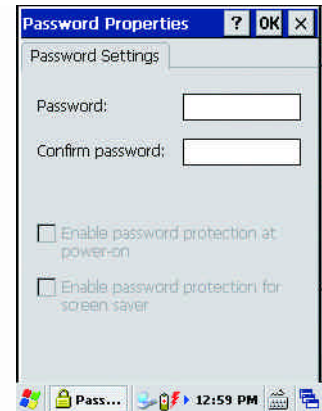 Password Properties ? OK ×
Password Settings
Password:
Confirm password:
Enable password protection at
power-on
Enable password protection for
screen saver
Pass... 12:59 PM